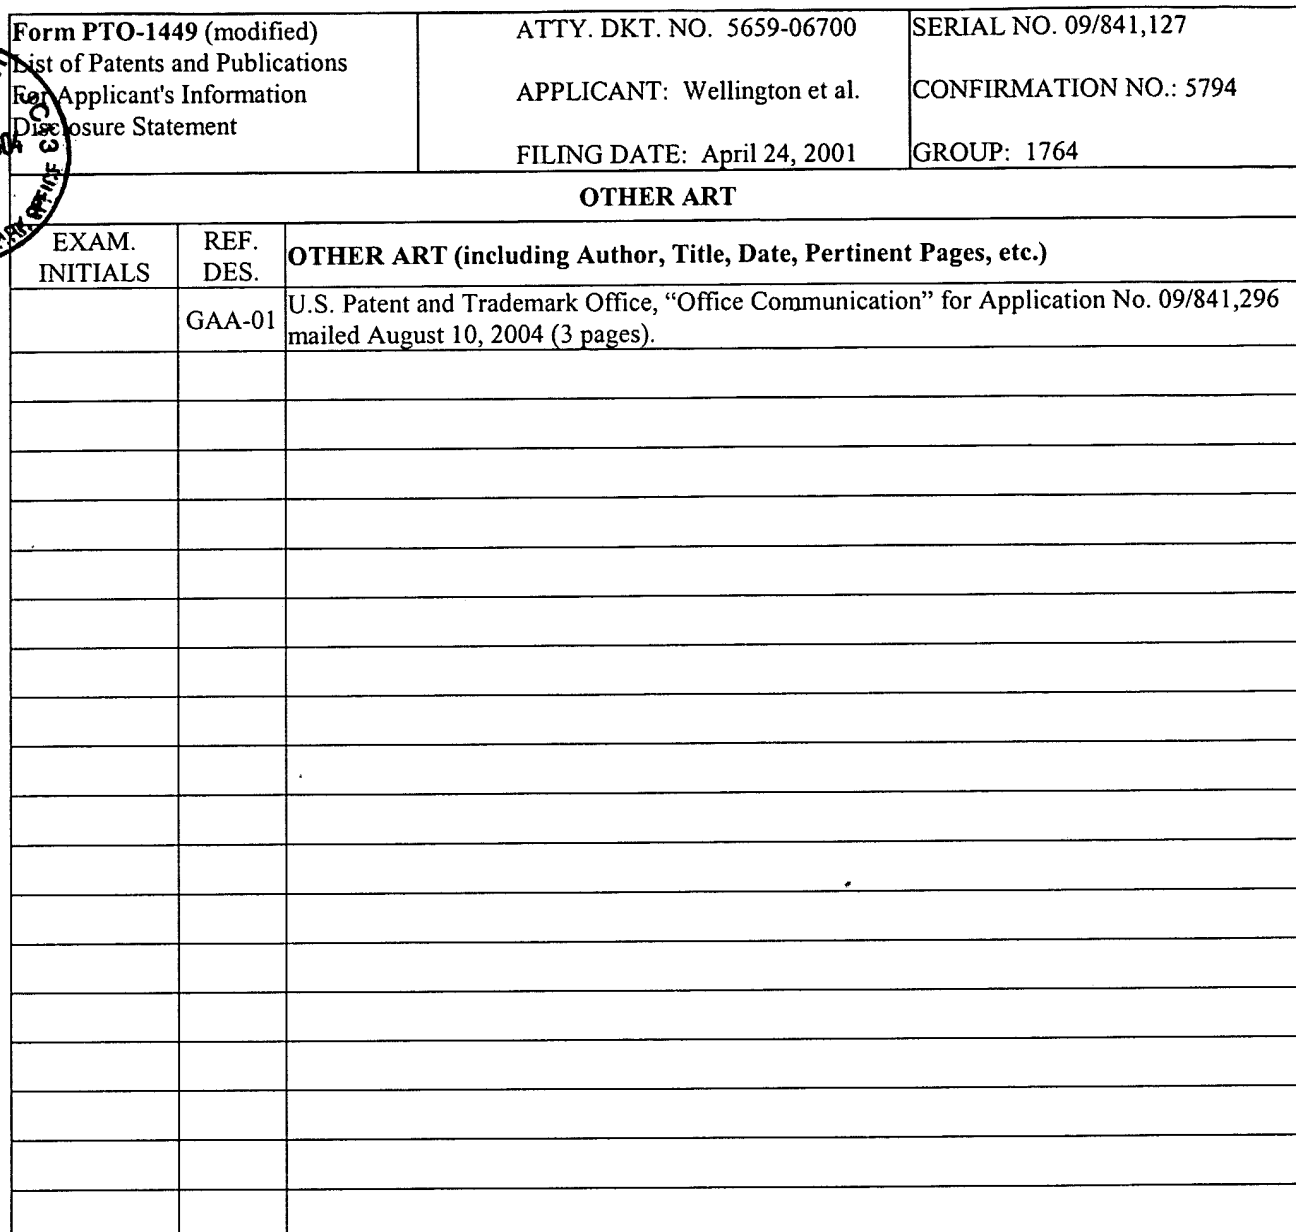 Form PTO-1449 (modified)
List of Patents and Publications
For Applicant's Information
Disclosure Statement
ATTY. DKT. NO. 5659-06700
APPLICANT: Wellington et al.
FILING DATE: April 24, 2001
SERIAL NO. 09/841,127
CONFIRMATION NO.: 5794
GROUP: 1764
OTHER ART
EXAM.
INITIALS
REF.
DES.
OTHER ART (including Author, Title, Date, Pertinent Pages, etc.)
GAA-01
U.S. Patent and Trademark Office, “Office Communication” for Application No. 09/841,296
mailed August 10, 2004 (3 pages).